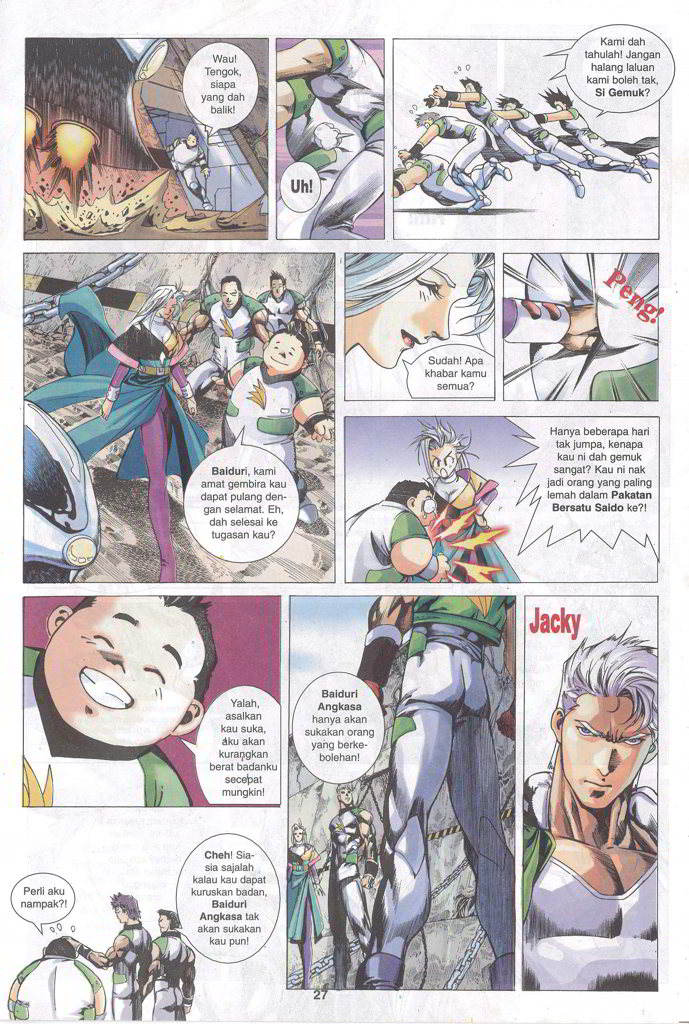 Wau!
Tengok,
siapa
yang dah
balik!
Uh!
Kami dah
tahulah! Jangan
halang laluan
kami boleh tak,
Si Gemuk?
Baiduri, kami
amat gembira kau
dapat pulang den-
gan selamat. Eh,
dah selesai ke
tugasan kau?
Sudah! Apa
khabar kamu
semua?
Peng!
Hanya beberapa hari
tak jumpa, kenapa
kau ni dah gemuk
sangat? Kau ni nak
jadi orang yang paling
lemah dalam Pakatan
Bersatu Saido ke?!
Yalah,
asalkan
kau suka,
aku akan
kurangkan
berat badanku
secepat
mungkin!
Baiduri
Angkasa
hanya akan
sukakan orang
yang berke-
bolehan!
Jacky
Cheh! Sia-
sia sajalah
kalau kau dapat
kuruskan badan,
Baiduri
Angkasa tak
akan sukakan
kau pun!
Perli aku
nampak?!
27